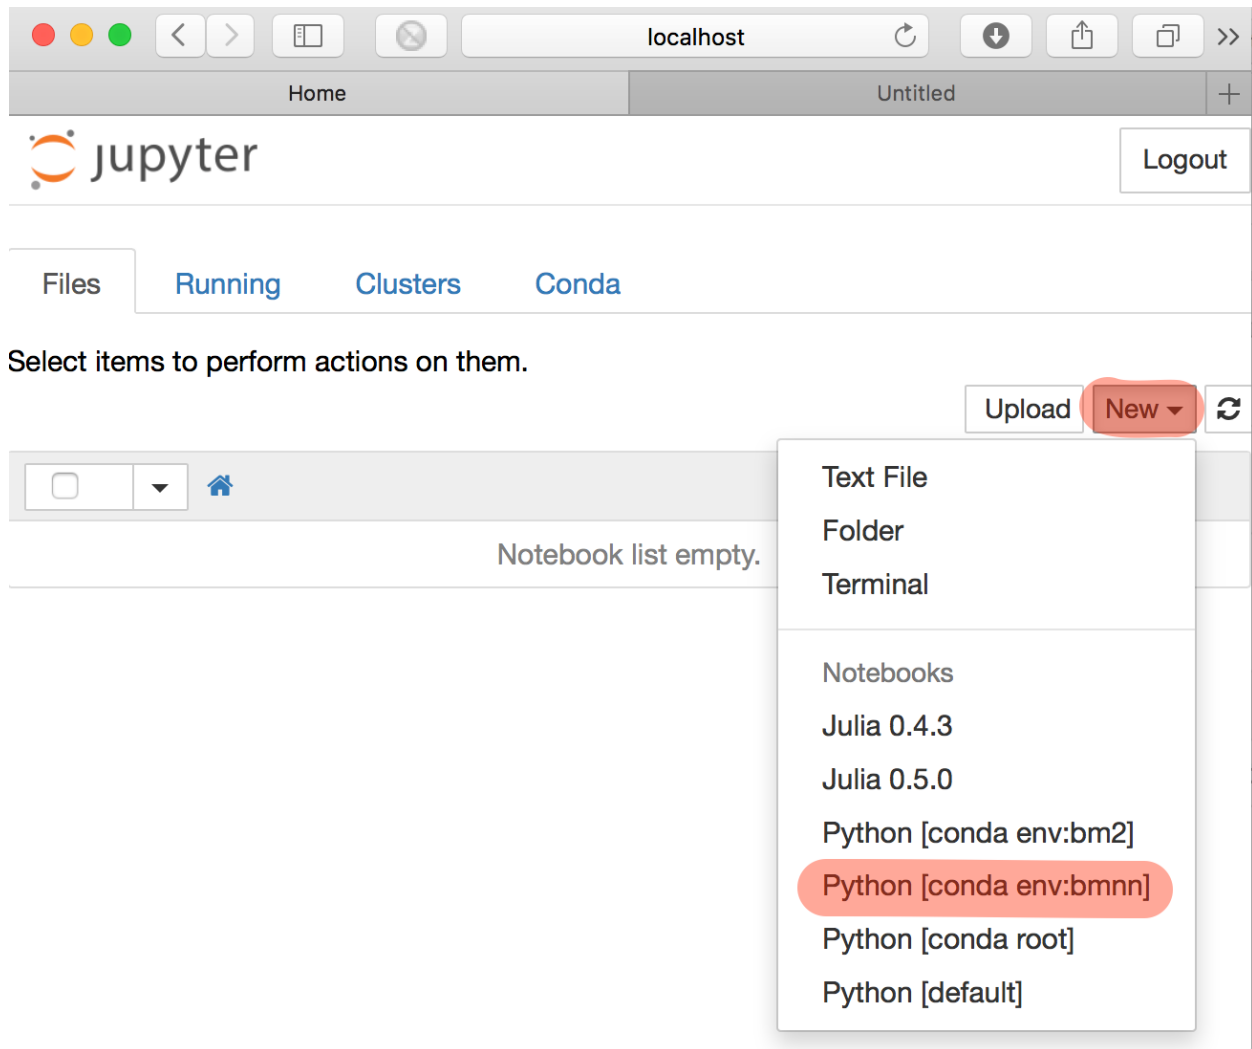 localhost
Home
Untitled
jupyter
Logout
Files
Running
Clusters
Conda
Select items to perform actions on them.
Upload
New
Notebook list empty.
Text File
Folder
Terminal
Notebooks
Julia 0.4.3
Julia 0.5.0
Python [conda env:bm2]
Python [conda env:bmnn]
Python [conda root]
Python [default]